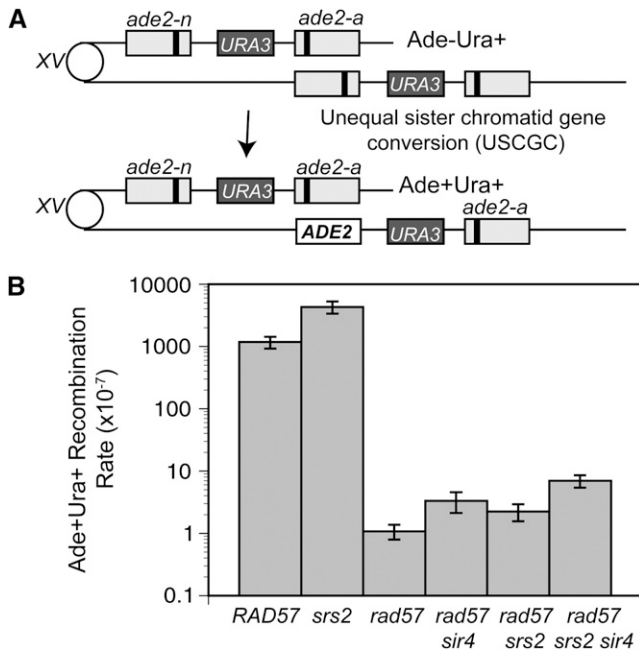 A
ade2-n ade2-a
URA3 Ade-Ura+
XV
URA3
Unequal sister chromatid gene
conversion (USCGC)
ade2-n ade2-a
URA3 Ade+Ura+
XV
ade2-a
ADE2 URA3
B
Ade+Ura+ Recombination
Rate (x10⁻⁷)
10000
1000
100
10
1
0.1
RAD57 srs2 rad57 rad57 rad57 rad57
sir4 srs2 srs2 sir4